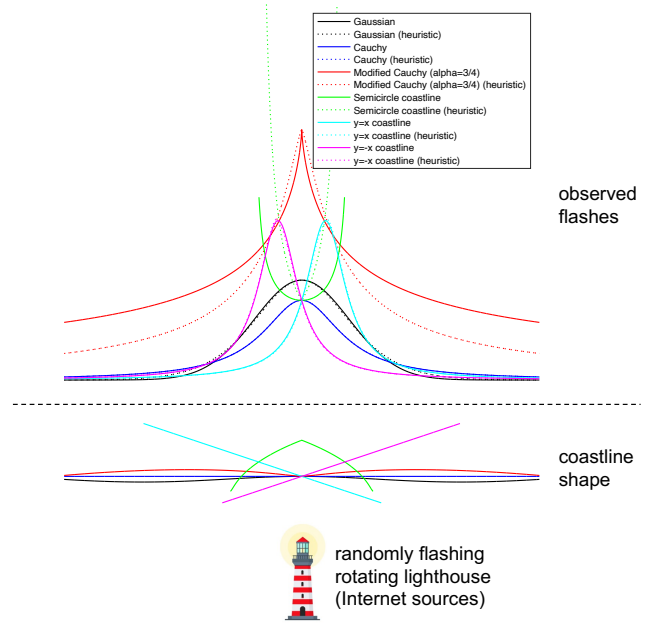 Gaussian
Gaussian (heuristic)
Cauchy
Cauchy (heuristic)
Modified Cauchy (alpha=3/4)
Modified Cauchy (alpha=3/4) (heuristic)
Semicircle coastline
Semicircle coastline (heuristic)
y=x coastline
y=x coastline (heuristic)
y=-x coastline
y=-x coastline (heuristic)
observed
flashes
coastline
shape
randomly flashing
rotating lighthouse
(Internet sources)